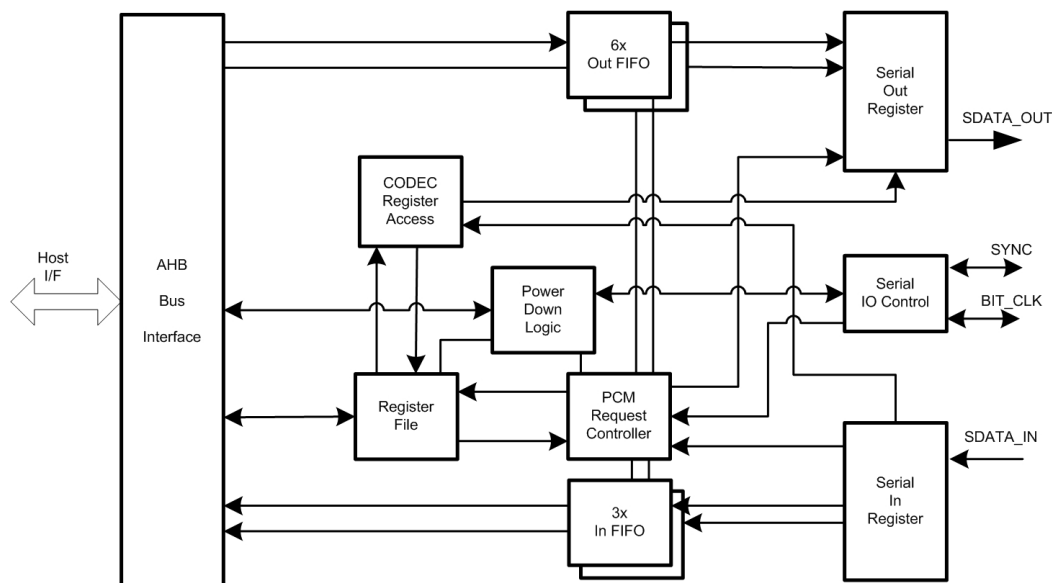 6x
Out FIFO
Serial
Out
Register
SDATA_OUT
CODEC
Register
Access
Host
I/F
AHB
Bus
Interface
Power
Down
Logic
Serial
IO Control
SYNC
BIT_CLK
Register
File
PCM
Request
Controller
SDATA_IN
Serial
In
Register
3x
In FIFO